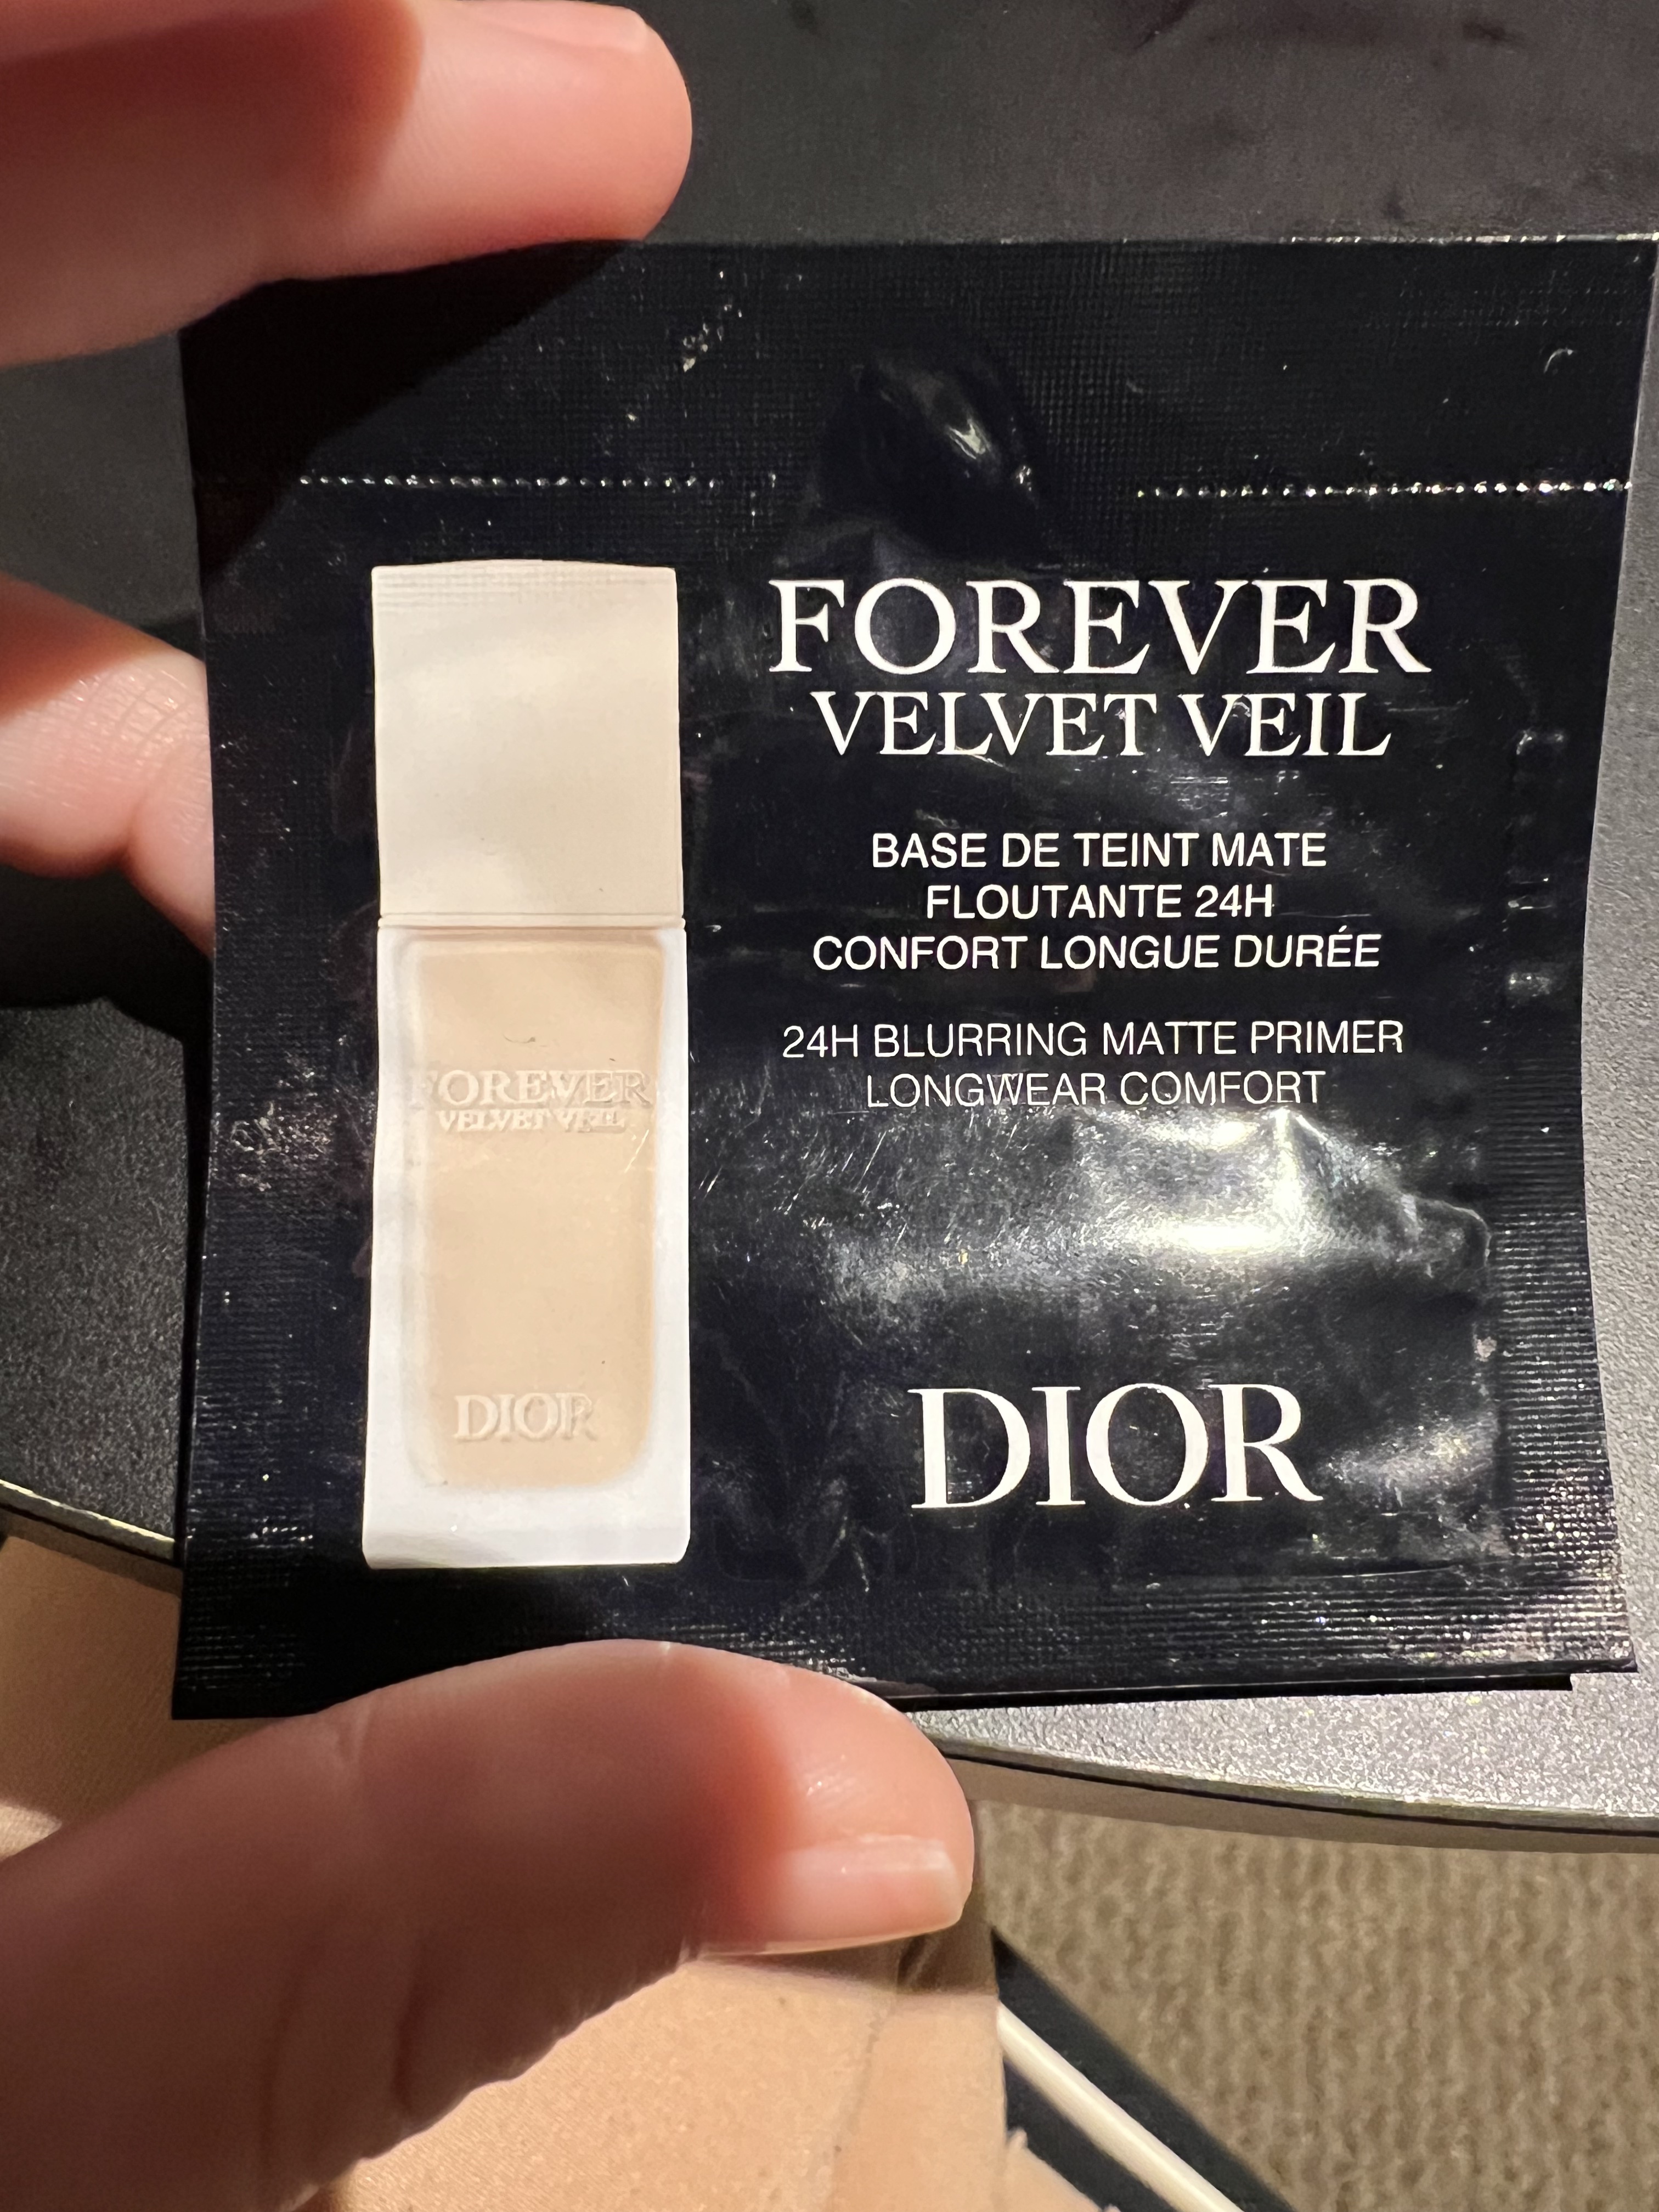 FOREVER
VELVET VEIL
BASE DE TEINT MATE
FLOUTANTE 24H
CONFORT LONGUE DURÉE
24H BLURRING MATTE PRIMER
LONGWEAR COMFORT
DIOR
FOREVER
VELVET VEIL
DIOR